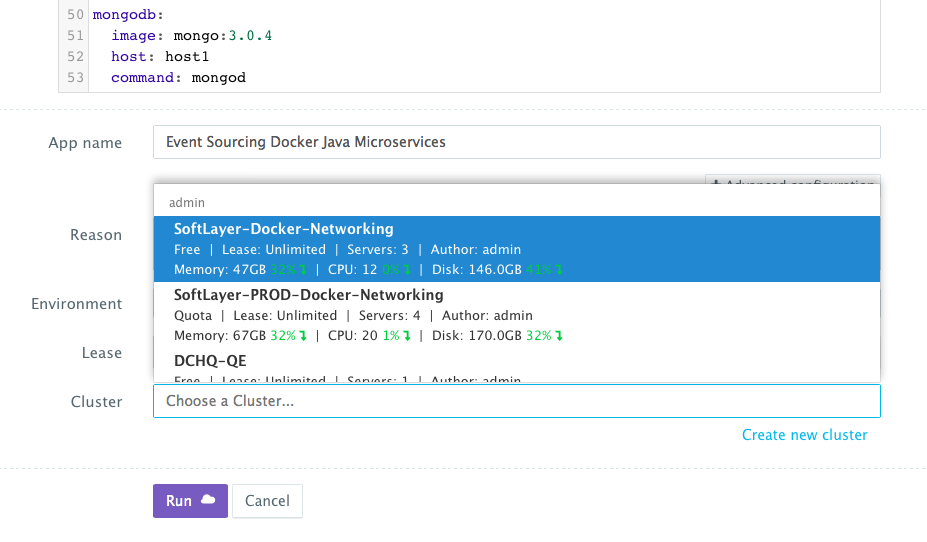 50 mongodb:
51 image: mongo:3.0.4
52 host: host1
53 command: mongod
App name Event Sourcing Docker Java Microservices
Advanced configuration
admin
Reason
SoftLayer-Docker-Networking
Free | Lease: Unlimited | Servers: 3 | Author: admin
Memory: 47GB 32% | CPU: 12 0% | Disk: 146.0GB 41%
Environment
SoftLayer-PROD-Docker-Networking
Quota | Lease: Unlimited | Servers: 4 | Author: admin
Memory: 67GB 32% | CPU: 20 1% | Disk: 170.0GB 32%
Lease
DCHQ-QE
Free | Lease: Unlimited | Servers: 1 | Author: admin
Cluster Choose a Cluster...
Create new cluster
Run Cancel